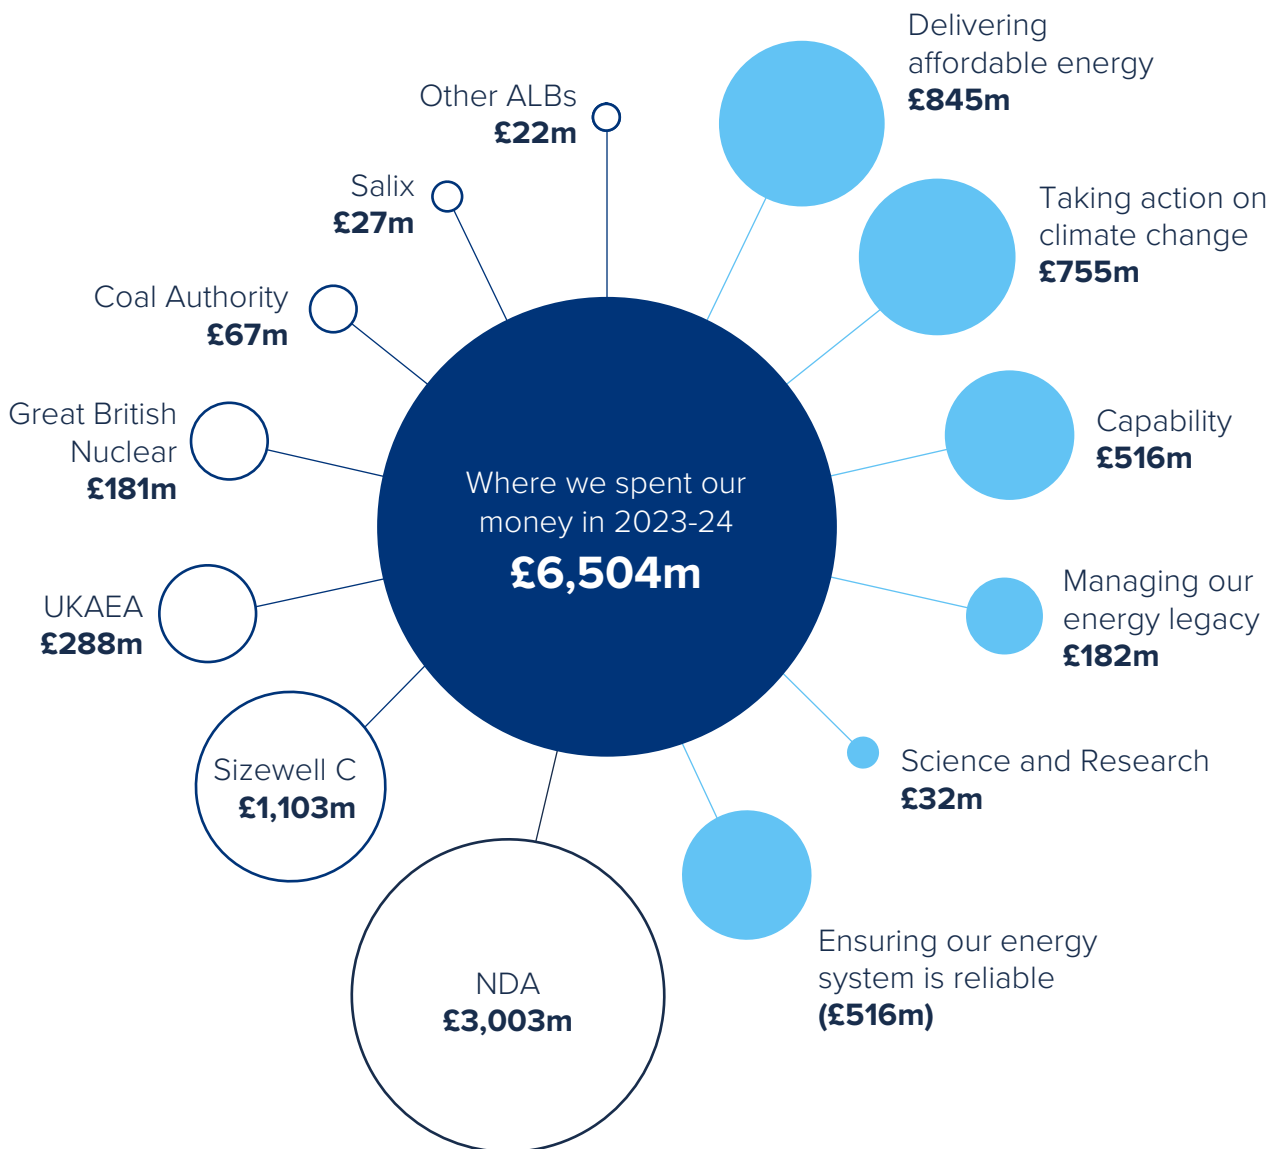 Delivering
affordable energy
£845m
Other ALBs
£22m
Salix
£27m
Taking action on
climate change
£755m
Coal Authority
£67m
Great British
Nuclear
£181m
Capability
£516m
Where we spent our
money in 2023-24
£6,504m
UKAEA
£288m
Managing our
energy legacy
£182m
Sizewell C
£1,103m
Science and Research
£32m
NDA
£3,003m
Ensuring our energy
system is reliable
(£516m)